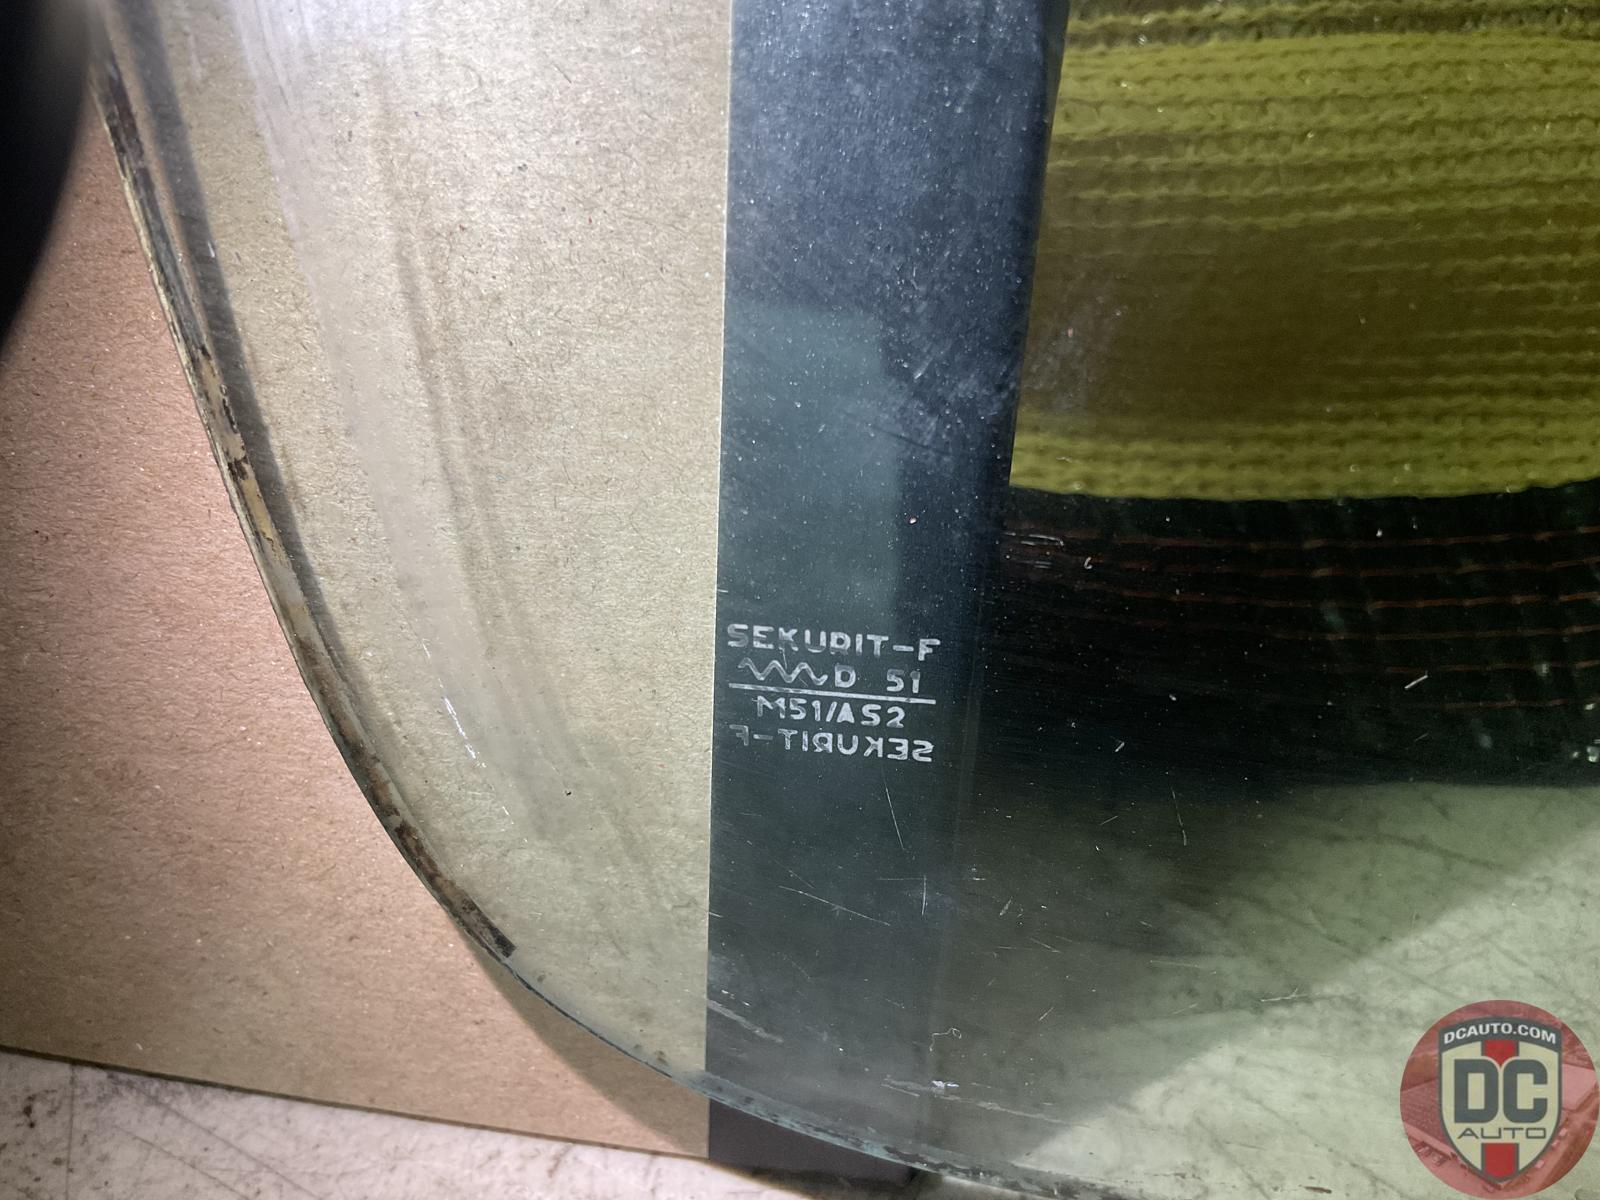 SEKURIT-F
D 51
M51/AS2
SEKURIT-F
DCAUTO.COM
DC
AUTO